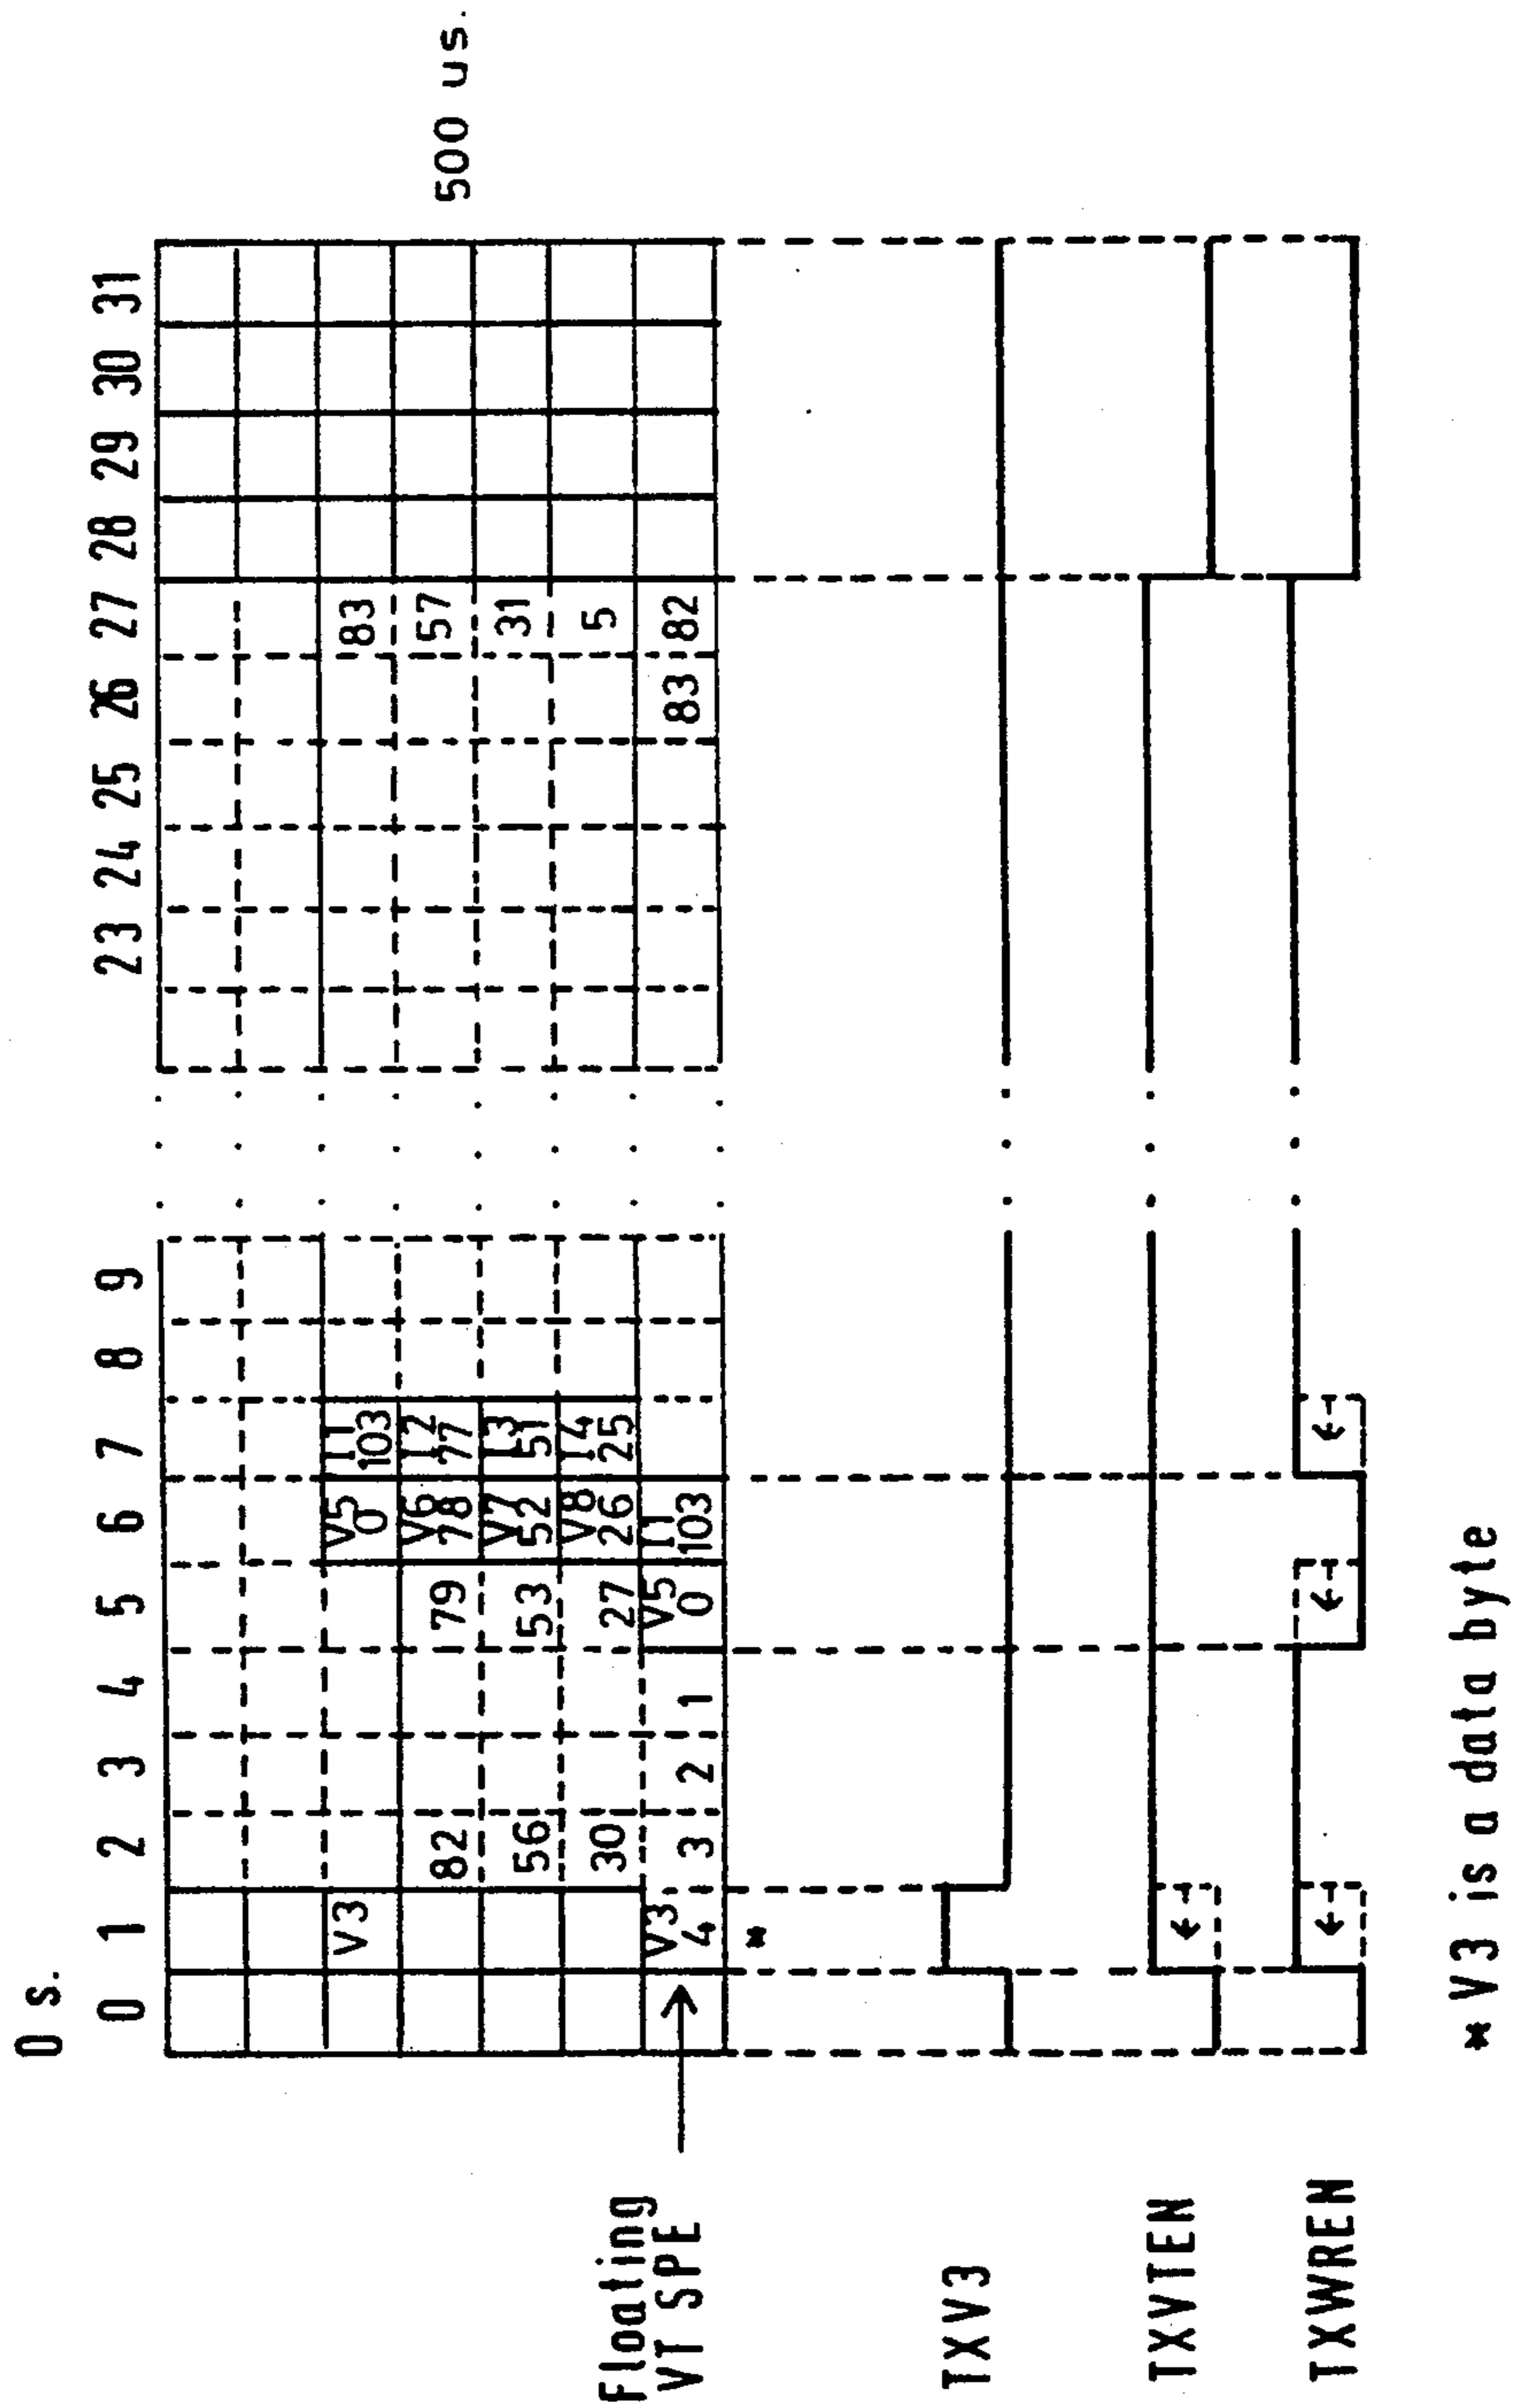 0 s.
0 1 2 3 4 5 6 7 8 9 23 24 25 26 27 28 29 30 31
V3 V5 I1
0 103 83
82 79 V6 I2 57
78 77
56 53 V7 I3 31
52 51
30 27 V8 I4 5
26 25
V3 V5 I1
4 3 2 1 0 103 83 82
500 us.
Floating
VT SPE
*
TXV3
TXVTEN
TXWREN
* V3 is a data byte